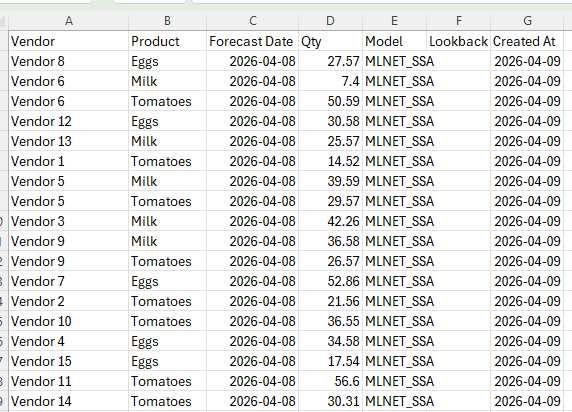 A B C D E F G
Vendor Product Forecast Date Qty Model Lookback Created At
Vendor 8 Eggs 2026-04-08 27.57 MLNET_SSA 2026-04-09
Vendor 6 Milk 2026-04-08 7.4 MLNET_SSA 2026-04-09
Vendor 6 Tomatoes 2026-04-08 50.59 MLNET_SSA 2026-04-09
Vendor 12 Eggs 2026-04-08 30.58 MLNET_SSA 2026-04-09
Vendor 13 Milk 2026-04-08 25.57 MLNET_SSA 2026-04-09
Vendor 1 Tomatoes 2026-04-08 14.52 MLNET_SSA 2026-04-09
Vendor 5 Milk 2026-04-08 39.59 MLNET_SSA 2026-04-09
Vendor 5 Tomatoes 2026-04-08 29.57 MLNET_SSA 2026-04-09
Vendor 3 Milk 2026-04-08 42.26 MLNET_SSA 2026-04-09
Vendor 9 Milk 2026-04-08 36.58 MLNET_SSA 2026-04-09
Vendor 9 Tomatoes 2026-04-08 26.57 MLNET_SSA 2026-04-09
Vendor 7 Eggs 2026-04-08 52.86 MLNET_SSA 2026-04-09
Vendor 2 Tomatoes 2026-04-08 21.56 MLNET_SSA 2026-04-09
Vendor 10 Tomatoes 2026-04-08 36.55 MLNET_SSA 2026-04-09
Vendor 4 Eggs 2026-04-08 34.58 MLNET_SSA 2026-04-09
Vendor 15 Eggs 2026-04-08 17.54 MLNET_SSA 2026-04-09
Vendor 11 Tomatoes 2026-04-08 56.6 MLNET_SSA 2026-04-09
Vendor 14 Tomatoes 2026-04-08 30.31 MLNET_SSA 2026-04-09